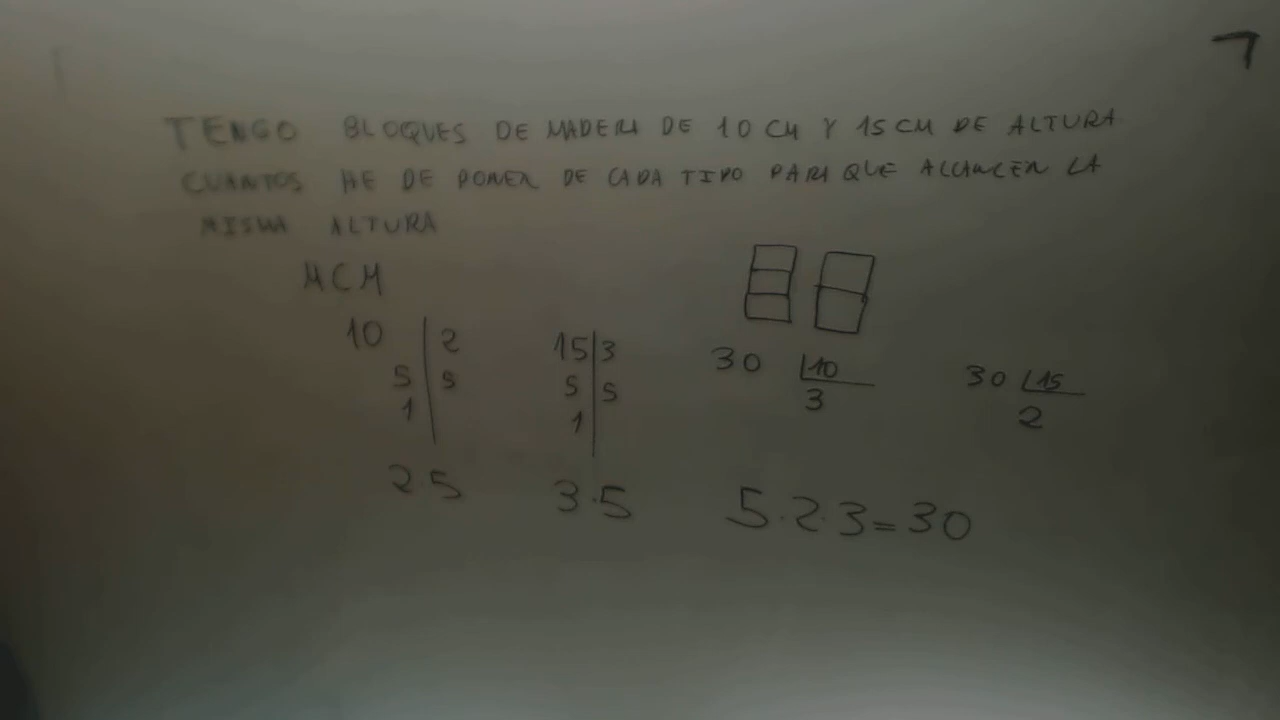 TENGO BLOQUES DE MADERA DE 10 CM Y 15 CM DE ALTURA
CUANTOS HE DE PONER DE CADA TIPO PARA QUE ALCANCEN LA
MISMA ALTURA
MCM
10 | 2
5 | 5
1
2 5
15 | 3
5 | 5
1
3·5
30 10
3
30 15
2
5·2·3=30